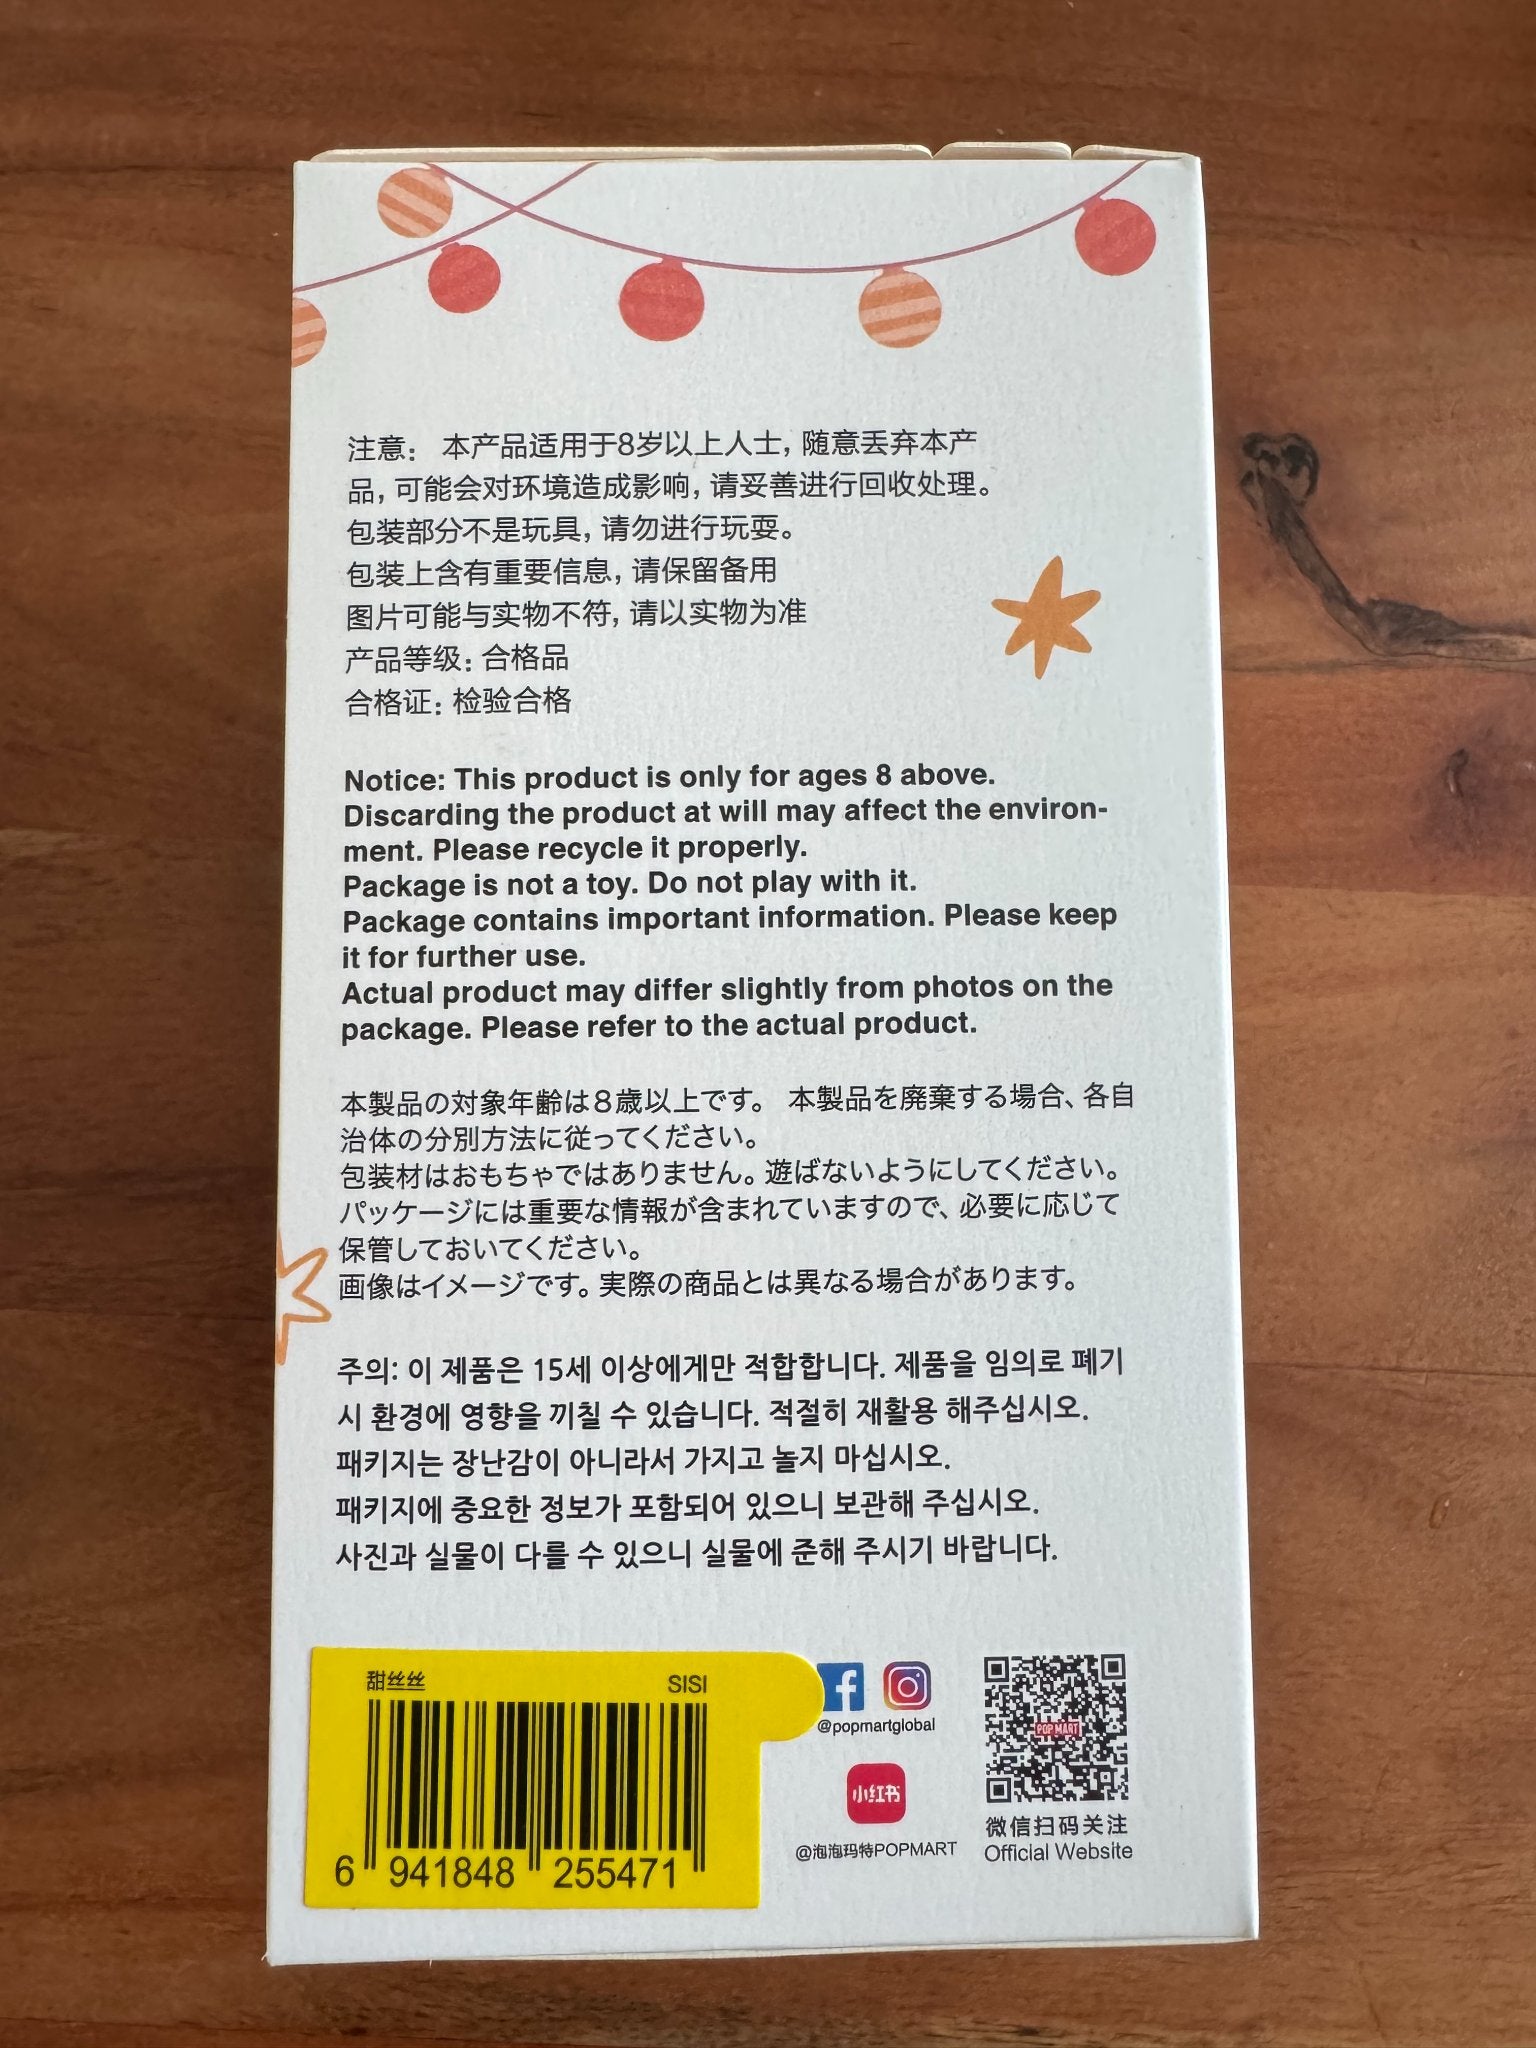 注意： 本产品适用于8岁以上人士，随意丢弃本产
品，可能会对环境造成影响，请妥善进行回收处理。
包装部分不是玩具，请勿进行玩耍。
包装上含有重要信息，请保留备用
图片可能与实物不符，请以实物为准
产品等级：合格品
合格证：检验合格
Notice: This product is only for ages 8 above.
Discarding the product at will may affect the environ-
ment. Please recycle it properly.
Package is not a toy. Do not play with it.
Package contains important information. Please keep
it for further use.
Actual product may differ slightly from photos on the
package. Please refer to the actual product.
本製品の対象年齢は８歳以上です。 本製品を廃棄する場合、各自
治体の分別方法に従ってください。
包装材はおもちゃではありません。遊ばないようにしてください。
パッケージには重要な情報が含まれていますので、必要に応じて
保管しておいてください。
画像はイメージです。実際の商品とは異なる場合があります。
주의: 이 제품은 15세 이상에게만 적합합니다. 제품을 임의로 폐기
시 환경에 영향을 끼칠 수 있습니다. 적절히 재활용 해주십시오.
패키지는 장난감이 아니라서 가지고 놀지 마십시오.
패키지에 중요한 정보가 포함되어 있으니 보관해 주십시오.
사진과 실물이 다를 수 있으니 실물에 준해 주시기 바랍니다.
甜丝丝 SISI
6 941848 255471
@popmartglobal
小红书
@泡泡玛特POPMART
POP MART
微信扫码关注
Official Website